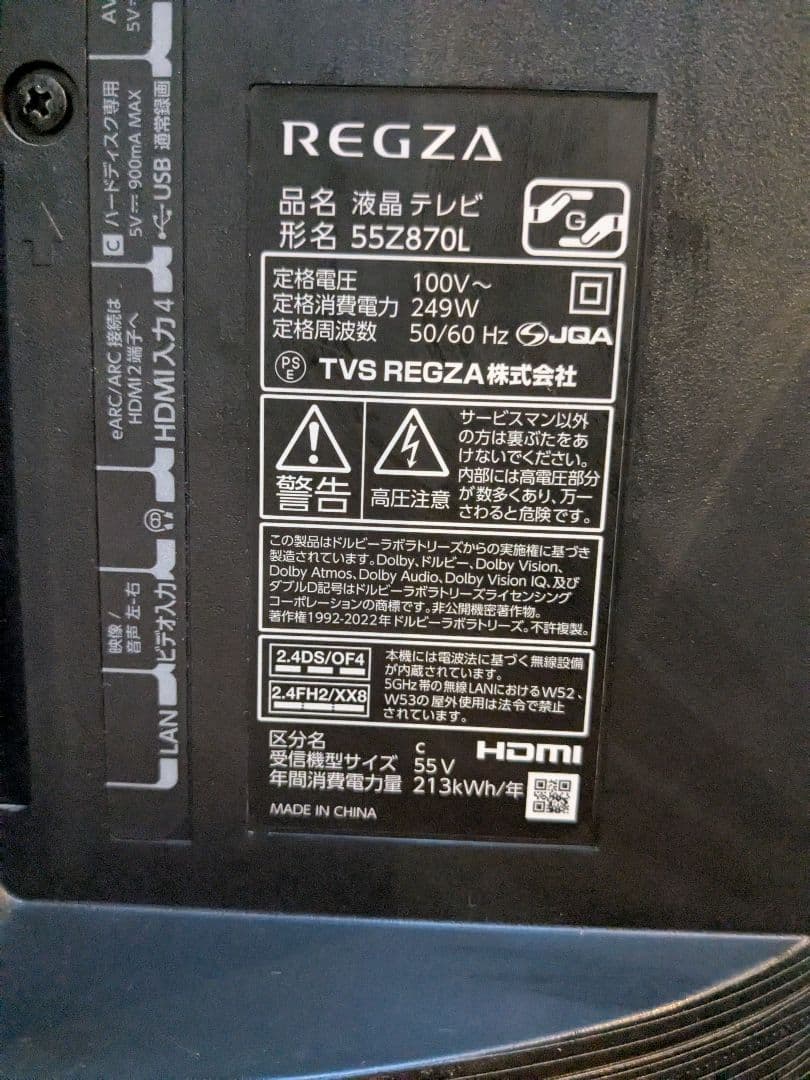 AV
5V⎓
C ハードディスク専用
5V⎓900mA MAX
USB 通常録画
eARC/ARC 接続は
HDMI 2 端子へ
HDMI 入力 4
映像/
音声 左-右
ビデオ入力
LAN
REGZA
品名 液晶テレビ
形名 55Z870L
G
定格電圧 100V～
定格消費電力 249W
定格周波数 50/60 Hz JQA
PSE TVS REGZA株式会社
警告
高圧注意
サービスマン以外
の方は裏ぶたをあ
けないでください。
内部には高電圧部分
が数多くあり、万一
さわると危険です。
この製品はドルビーラボラトリーズからの実施権に基づき
製造されています。Dolby、ドルビー、Dolby Vision、
Dolby Atmos、Dolby Audio、Dolby Vision IQ、及び
ダブルD記号はドルビーラボラトリーズライセンシング
コーポレーションの商標です。非公開機密著作物。
著作権1992-2022年ドルビーラボラトリーズ。不許複製。
2.4DS/OF4
2.4FH2/XX8
本機には電波法に基づく無線設備
が内蔵されています。
5GHz 帯の無線 LANにおける W52、
W53の屋外使用は法令で禁止
されています。
区分名 C
受信機型サイズ 55 V
年間消費電力量 213kWh/年
HDMI
MADE IN CHINA